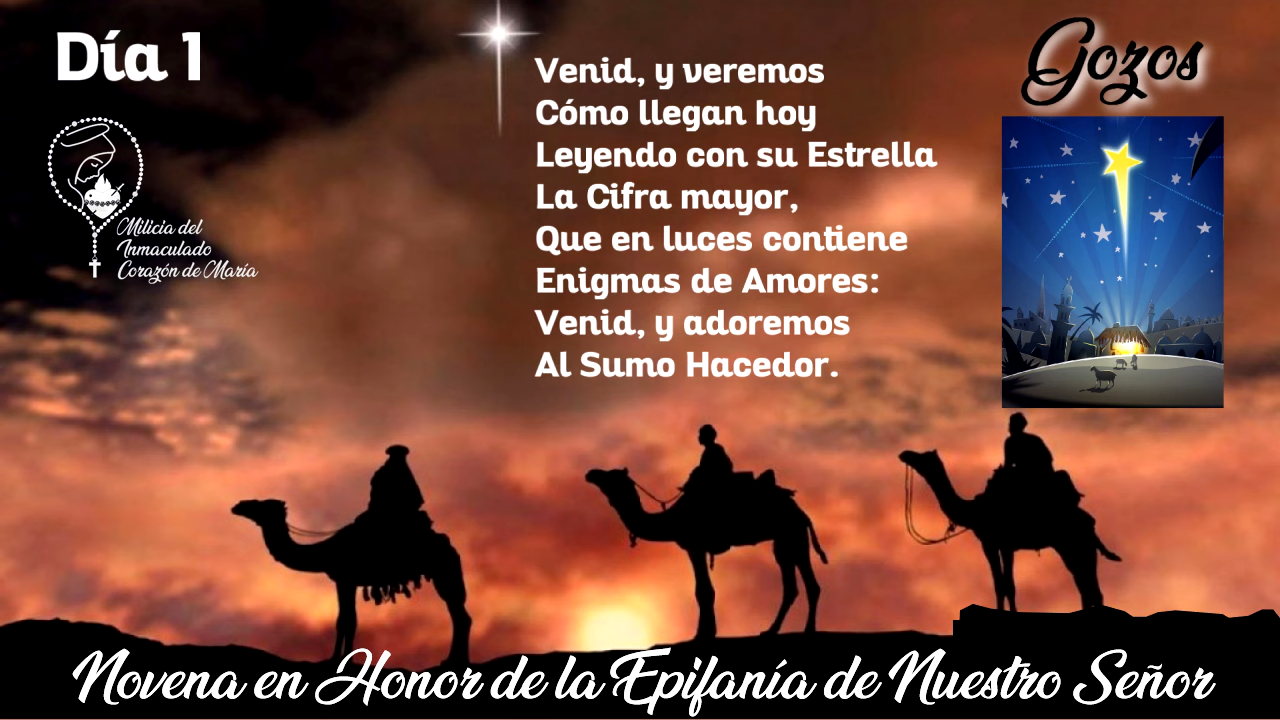 Día 1
Milicia del
Inmaculado
Corazón de María
Venid, y veremos
Cómo llegan hoy
Leyendo con su Estrella
La Cifra mayor,
Que en luces contiene
Enigmas de Amores:
Venid, y adoremos
Al Sumo Hacedor.
Gozos
Novena en Honor de la Epifanía de Nuestro Señor